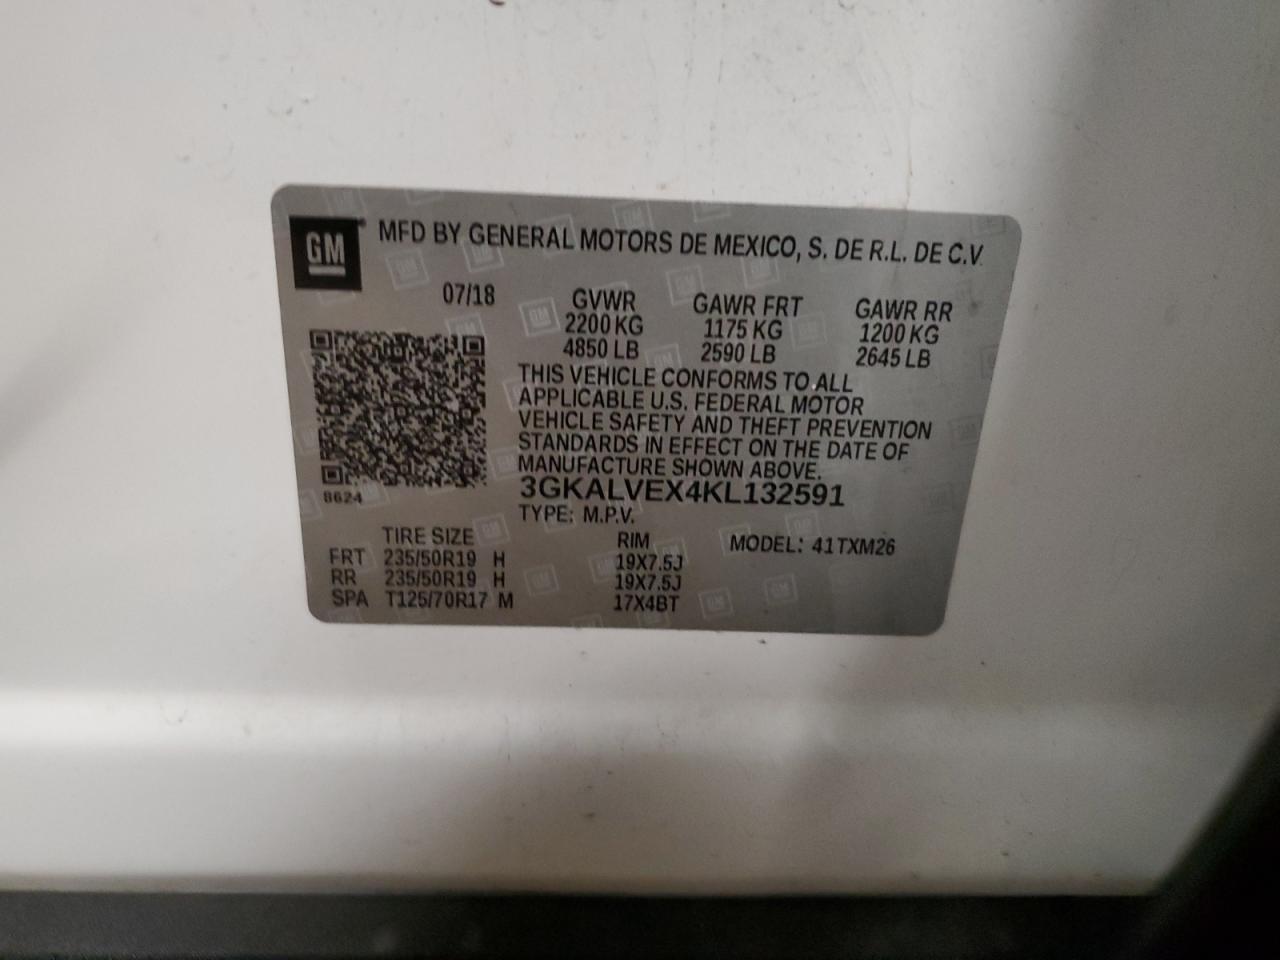 GM MFD BY GENERAL MOTORS DE MEXICO, S. DE R.L. DE C.V.
07/18 GVWR GAWR FRT GAWR RR
2200 KG 1175 KG 1200 KG
4850 LB 2590 LB 2645 LB
THIS VEHICLE CONFORMS TO ALL
APPLICABLE U.S. FEDERAL MOTOR
VEHICLE SAFETY AND THEFT PREVENTION
STANDARDS IN EFFECT ON THE DATE OF
MANUFACTURE SHOWN ABOVE.
8624 3GKALVEX4KL132591
TYPE: M.P.V.
TIRE SIZE RIM MODEL: 41TXM26
FRT 235/50R19 H 19X7.5J
RR 235/50R19 H 19X7.5J
SPA T125/70R17 M 17X4BT